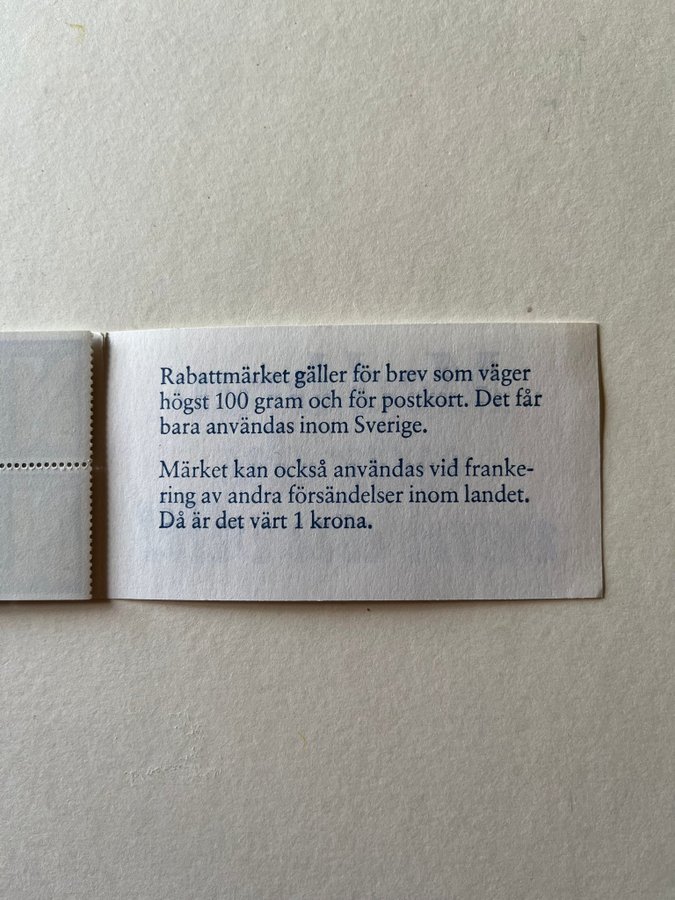 Rabattmärket gäller för brev som väger
högst 100 gram och för postkort. Det får
bara användas inom Sverige.
Märket kan också användas vid franke-
ring av andra försändelser inom landet.
Då är det värt 1 krona.